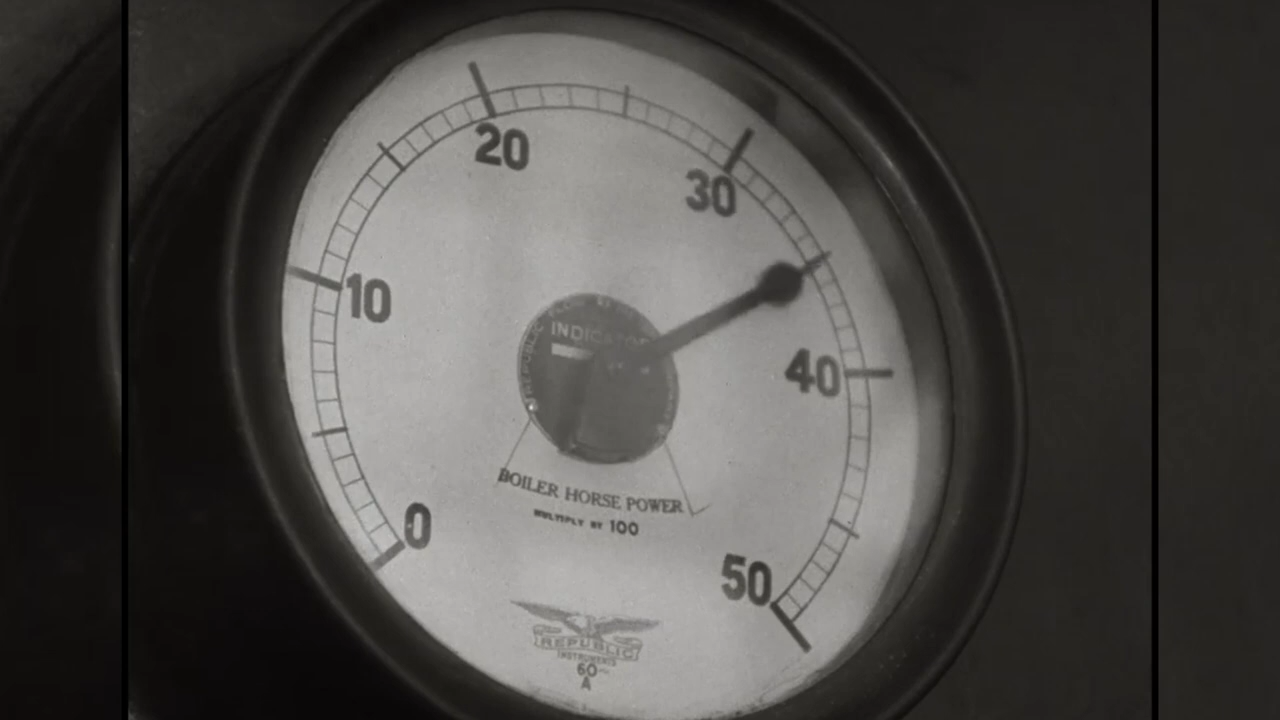 20
30
10
INDICATOR
40
BOILER HORSE POWER
MULTIPLY BY 100
0
50
REPUBLIC
INSTRUMENTS
60~
A